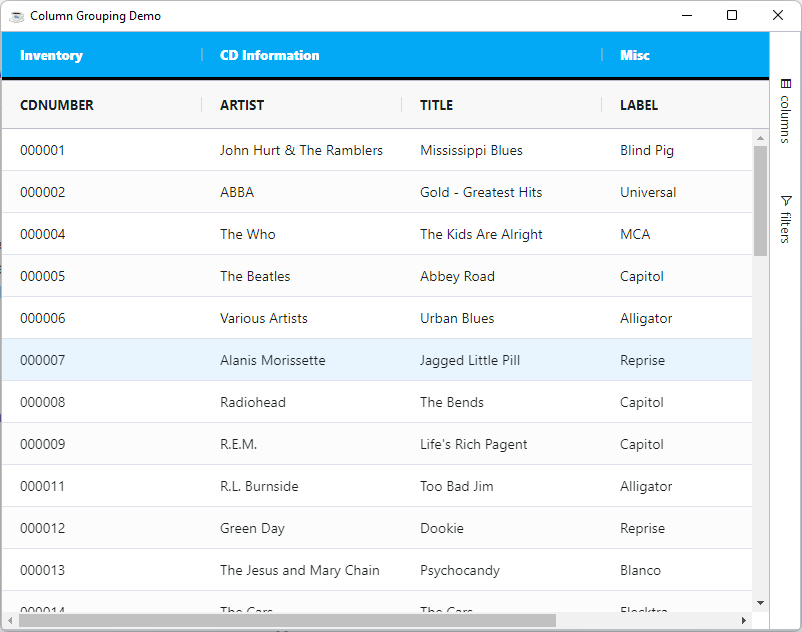 Column Grouping Demo
Inventory CD Information Misc
CDNUMBER ARTIST TITLE LABEL
000001 John Hurt & The Ramblers Mississippi Blues Blind Pig
000002 ABBA Gold - Greatest Hits Universal
000004 The Who The Kids Are Alright MCA
000005 The Beatles Abbey Road Capitol
000006 Various Artists Urban Blues Alligator
000007 Alanis Morissette Jagged Little Pill Reprise
000008 Radiohead The Bends Capitol
000009 R.E.M. Life's Rich Pagent Capitol
000011 R.L. Burnside Too Bad Jim Alligator
000012 Green Day Dookie Reprise
000013 The Jesus and Mary Chain Psychocandy Blanco
000014 The Cars The Cars Elecktra
columns
filters